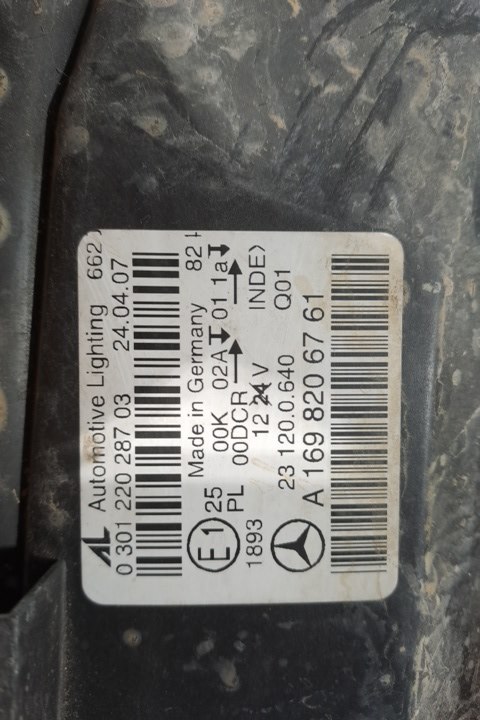 AL Automotive Lighting 662
0 301 220 287 03 24.04.07
Made in Germany 82
E1 25 00K 02A 01 1a
PL 00DCR
1893 12 24 V INDE>
23 120.0.640 Q01
A 169 820 67 61